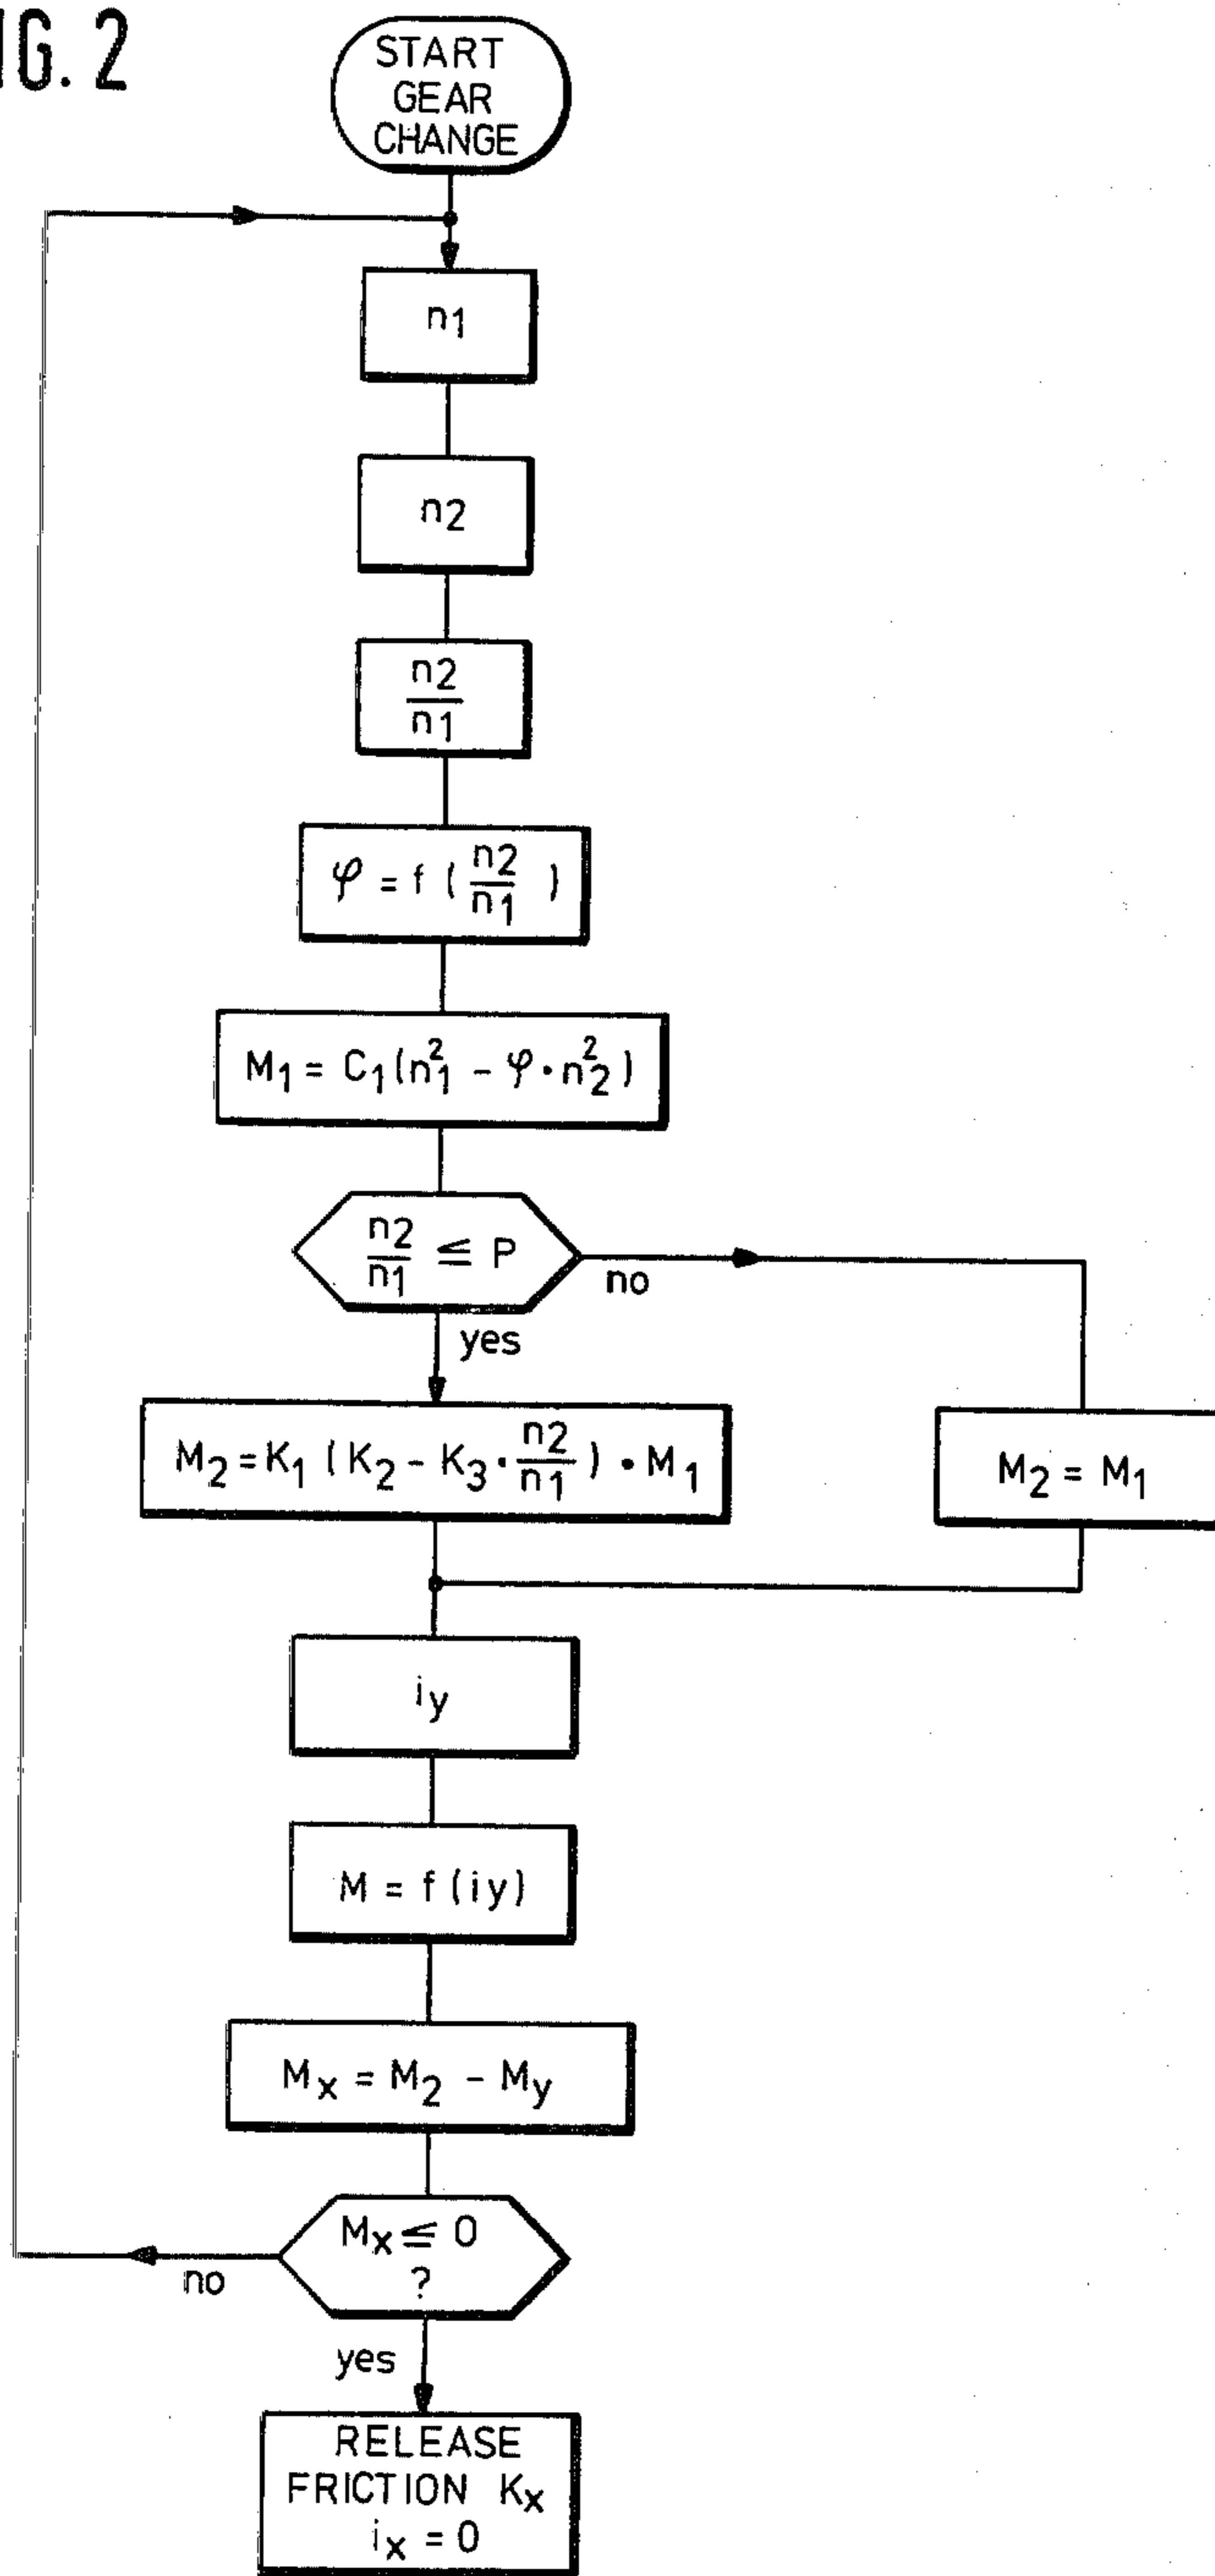 IG. 2
START
GEAR
CHANGE
n1
n2
n2
n1
φ = f ( n2 / n1 )
M1 = C1 (n1² - φ · n2²)
n2 / n1 ≦ P
no
yes
M2 = K1 ( K2 - K3 · n2 / n1 ) • M1
M2 = M1
iy
M = f (iy)
Mx = M2 - My
Mx ≦ 0
?
no
yes
RELEASE
FRICTION Kx
ix = 0